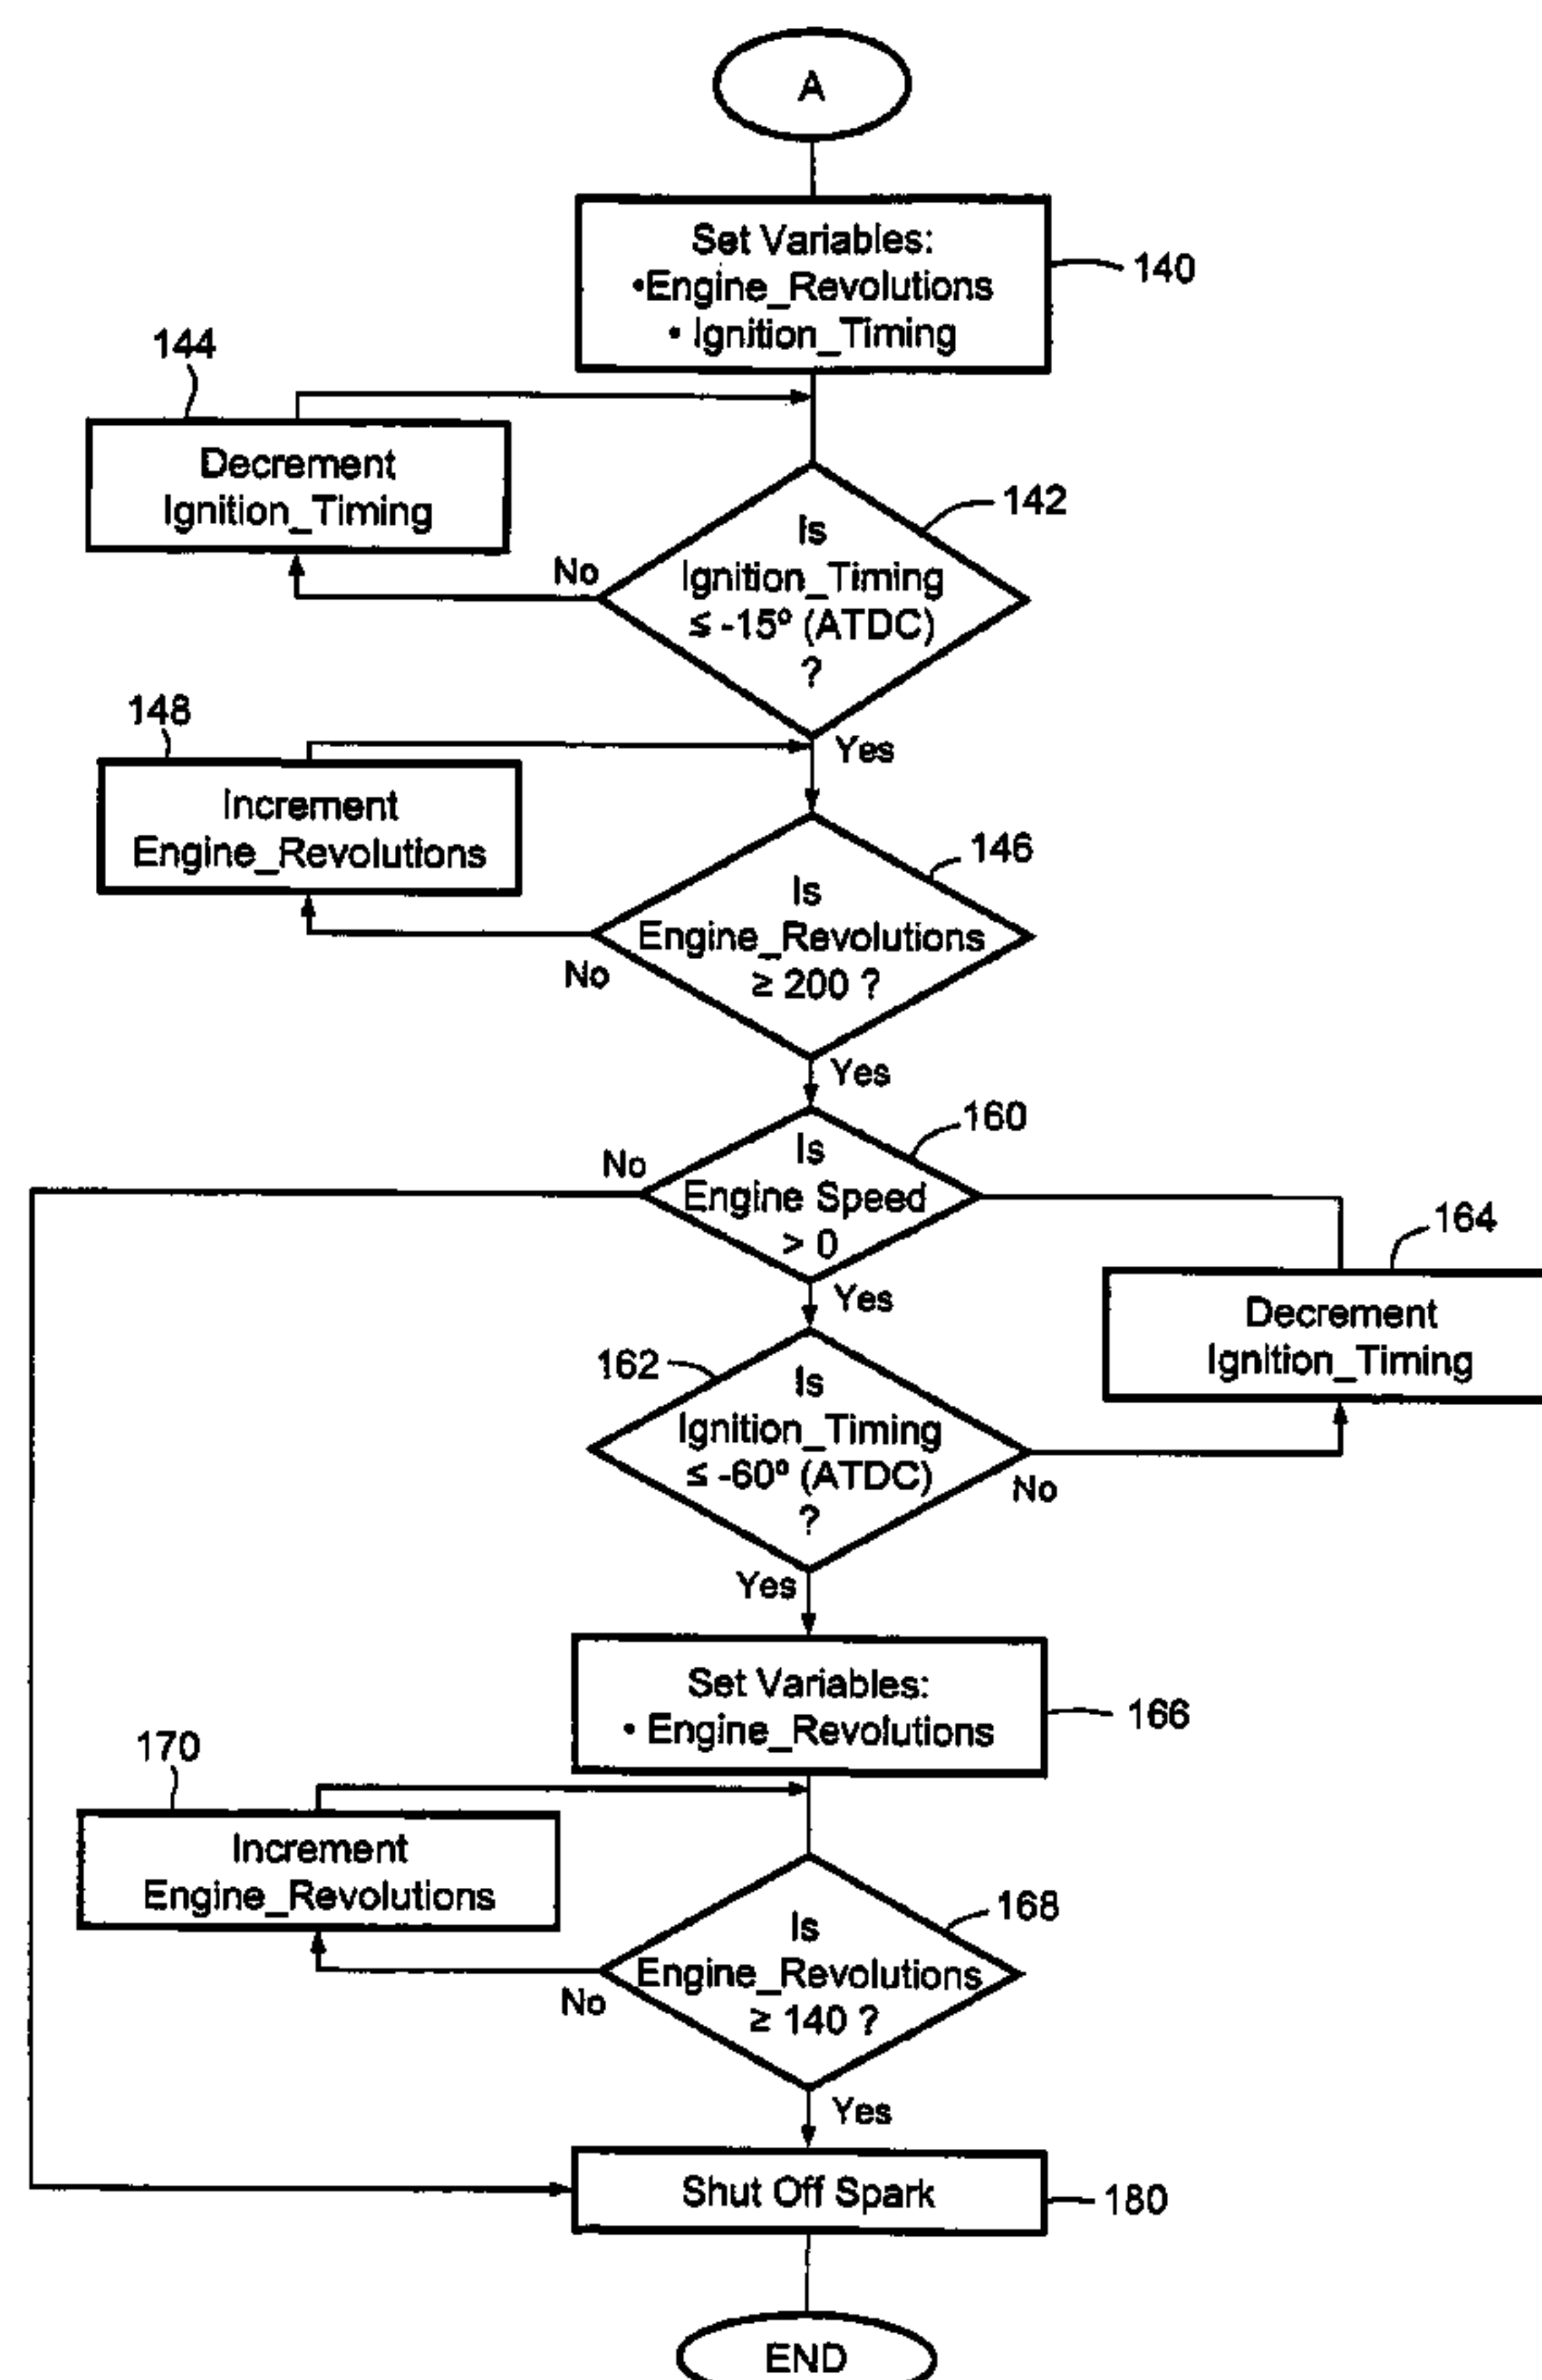 A
Set Variables:
•Engine_Revolutions
• Ignition_Timing
140
144
Decrement
Ignition_Timing
142
Is
Ignition_Timing
≤ -15º (ATDC)
?
No
Yes
148
Increment
Engine_Revolutions
146
Is
Engine_Revolutions
≥ 200 ?
No
Yes
160
Is
Engine Speed
> 0
No
Yes
164
Decrement
Ignition_Timing
162
Is
Ignition_Timing
≤ -60º (ATDC)
?
No
Yes
Set Variables:
• Engine_Revolutions
166
170
Increment
Engine_Revolutions
168
Is
Engine_Revolutions
≥ 140 ?
No
Yes
Shut Off Spark
180
END